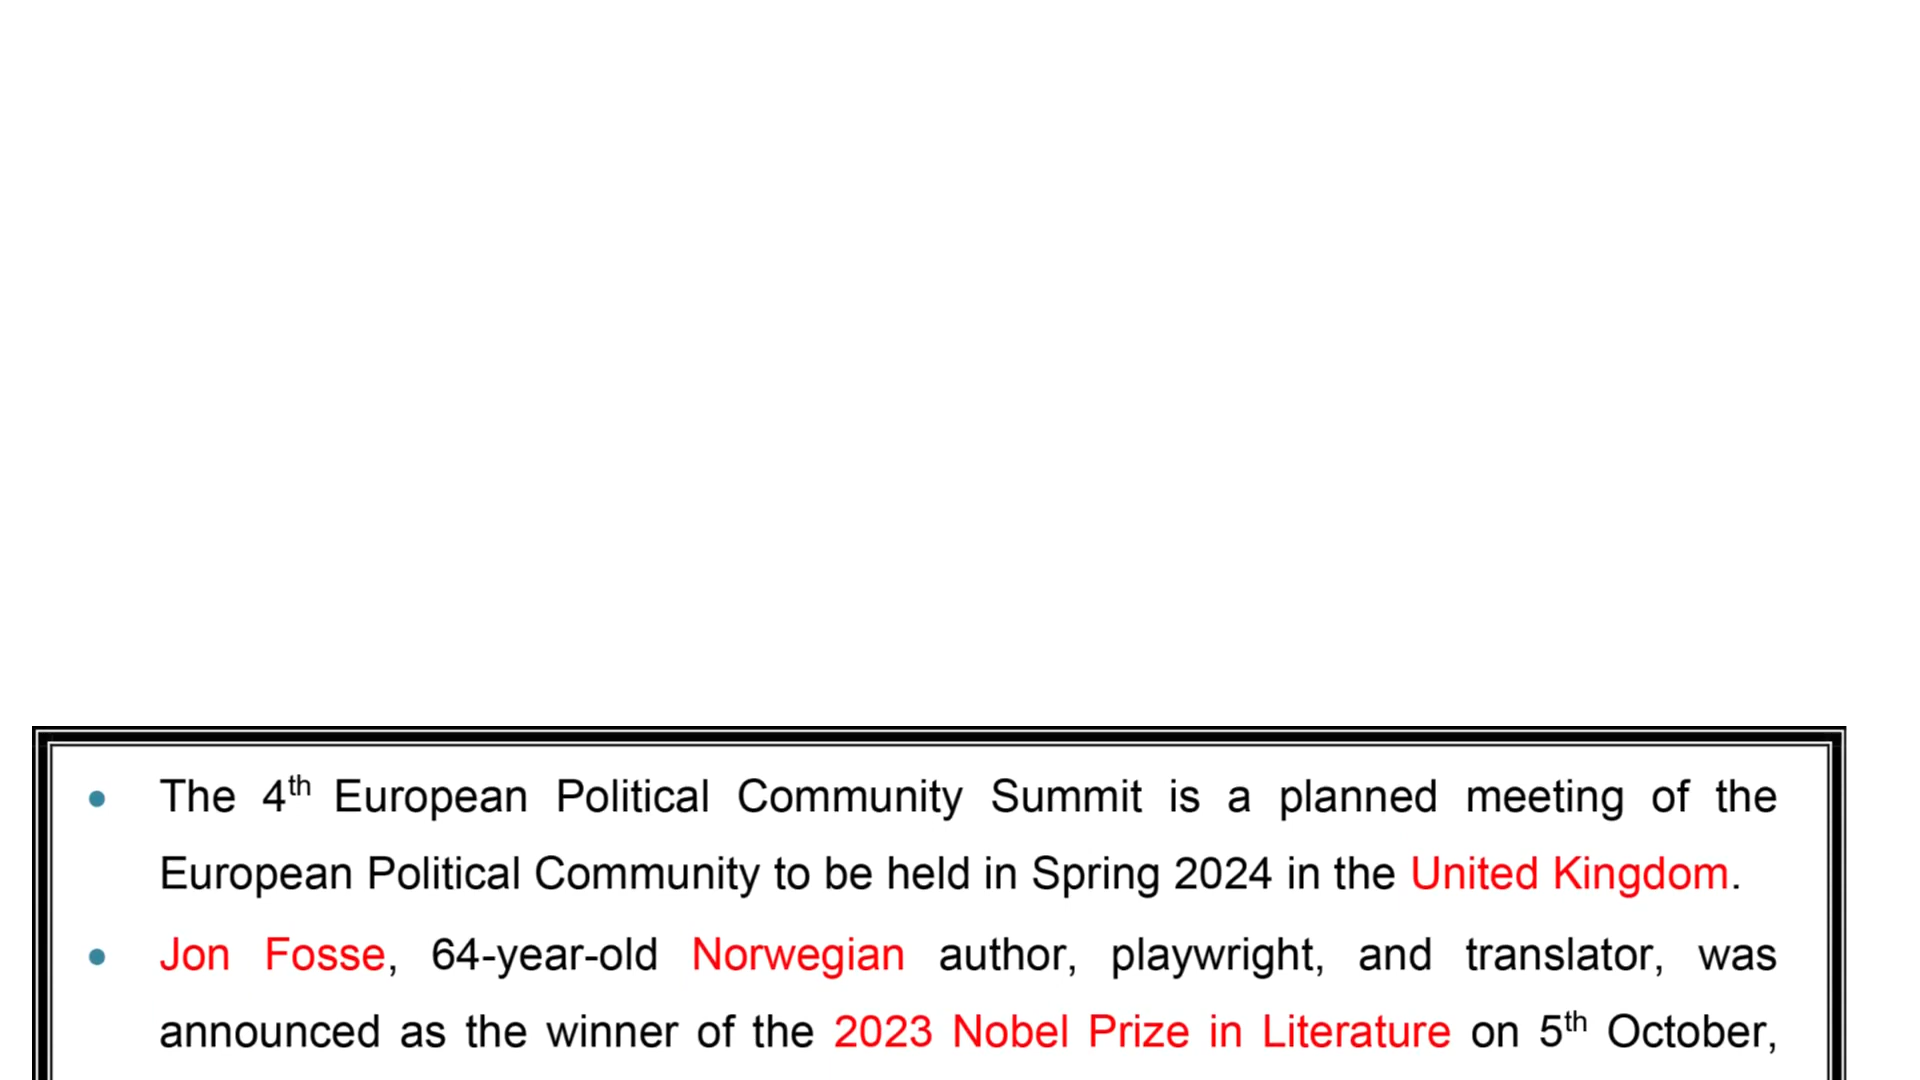 The 4th European Political Community Summit is a planned meeting of the
European Political Community to be held in Spring 2024 in the United Kingdom.
Jon Fosse, 64-year-old Norwegian author, playwright, and translator, was
announced as the winner of the 2023 Nobel Prize in Literature on 5th October,